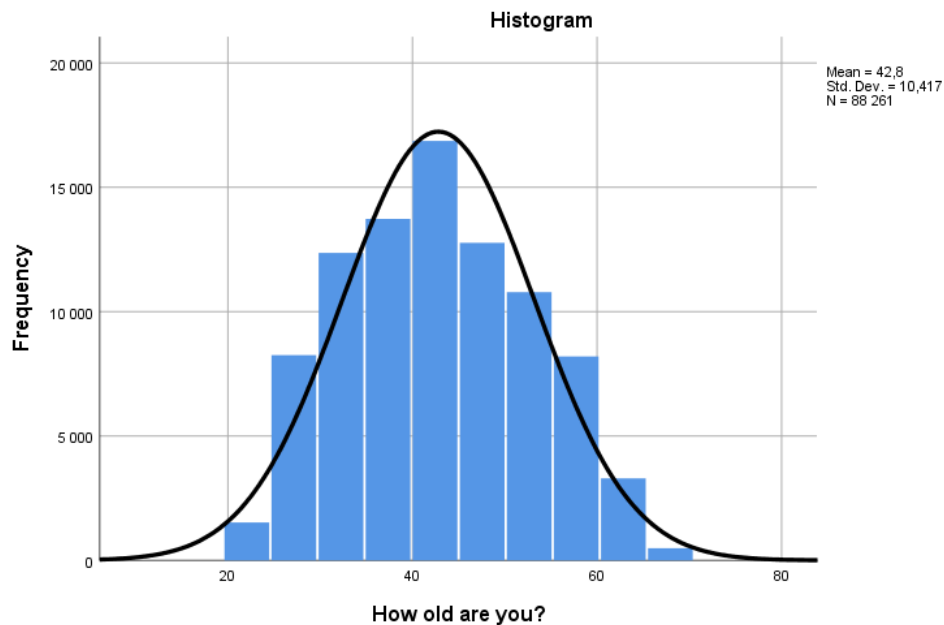 Histogram
20 000
15 000
10 000
5 000
0
Frequency
20
40
60
80
How old are you?
Mean = 42,8
Std. Dev. = 10,417
N = 88 261